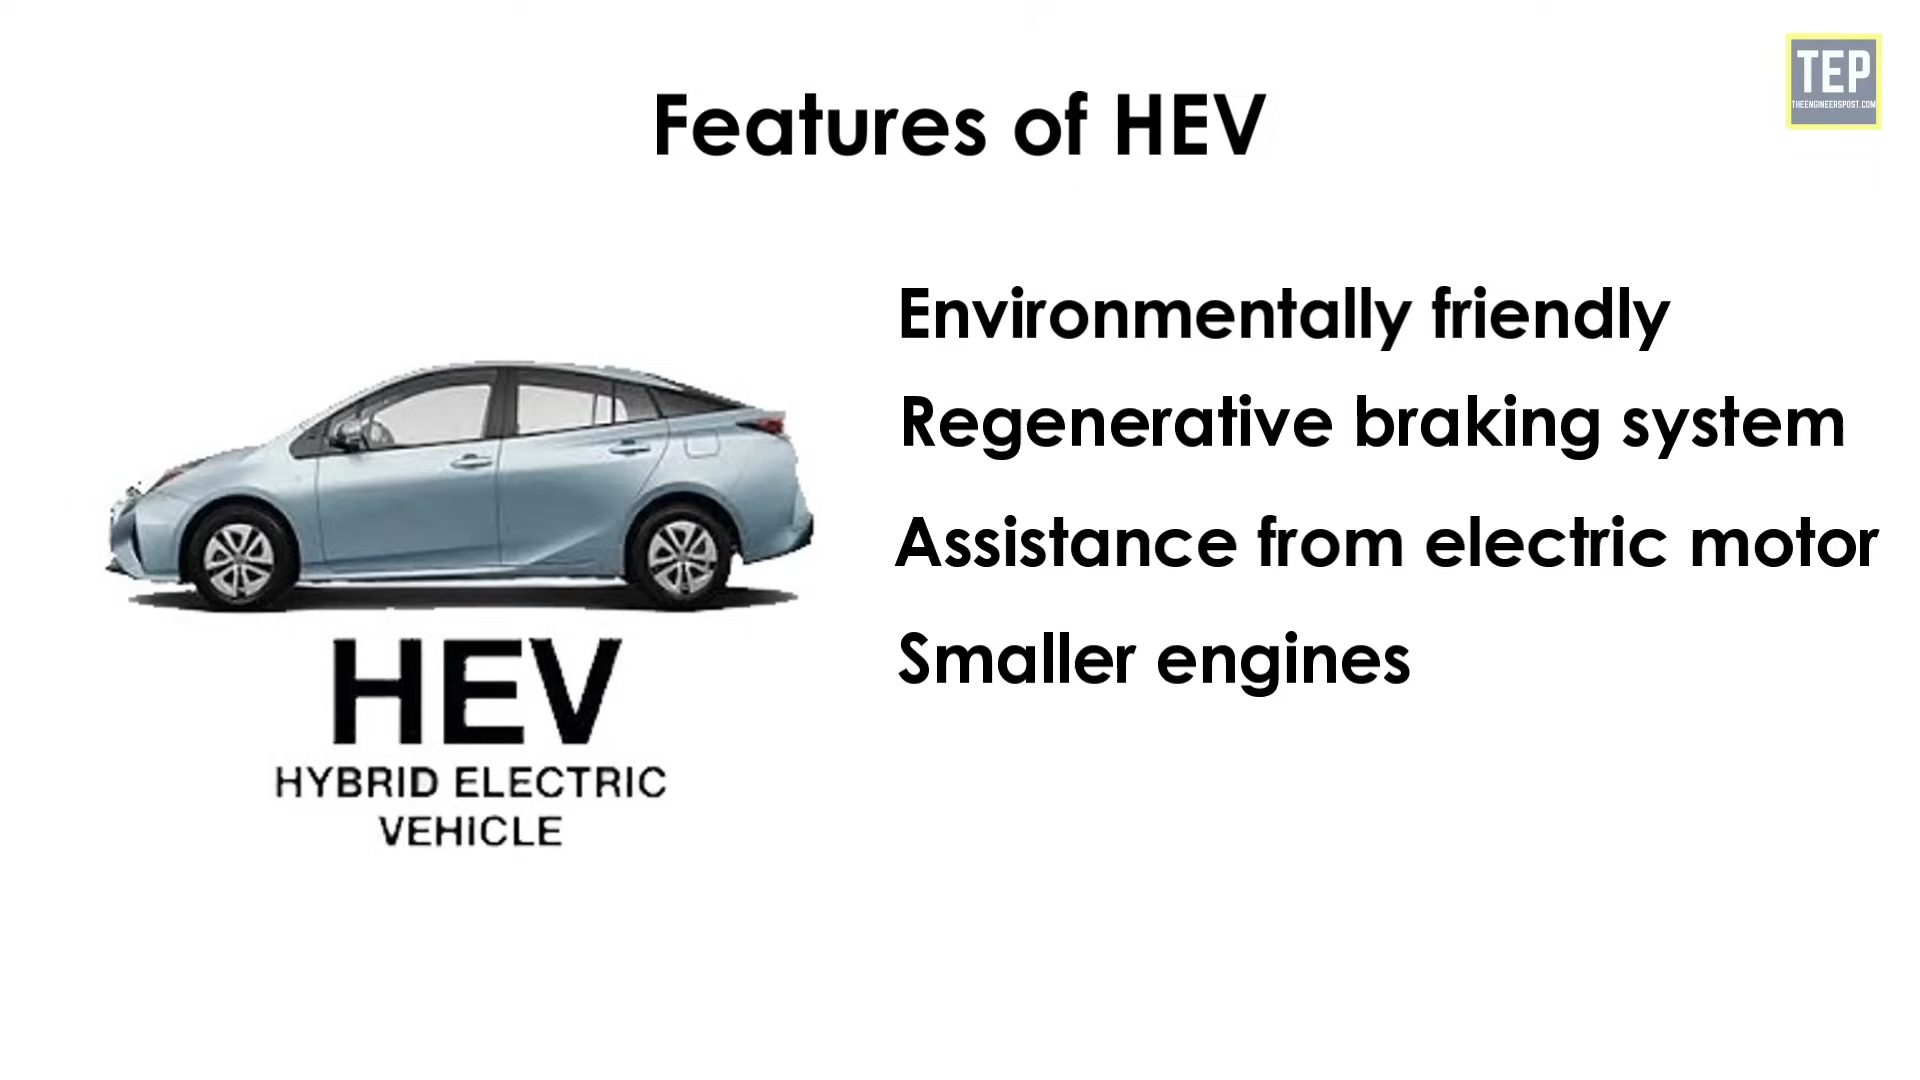 TEP
THEENGINEERSPOST.COM
Features of HEV
Environmentally friendly
Regenerative braking system
Assistance from electric motor
Smaller engines
HEV
HYBRID ELECTRIC
VEHICLE